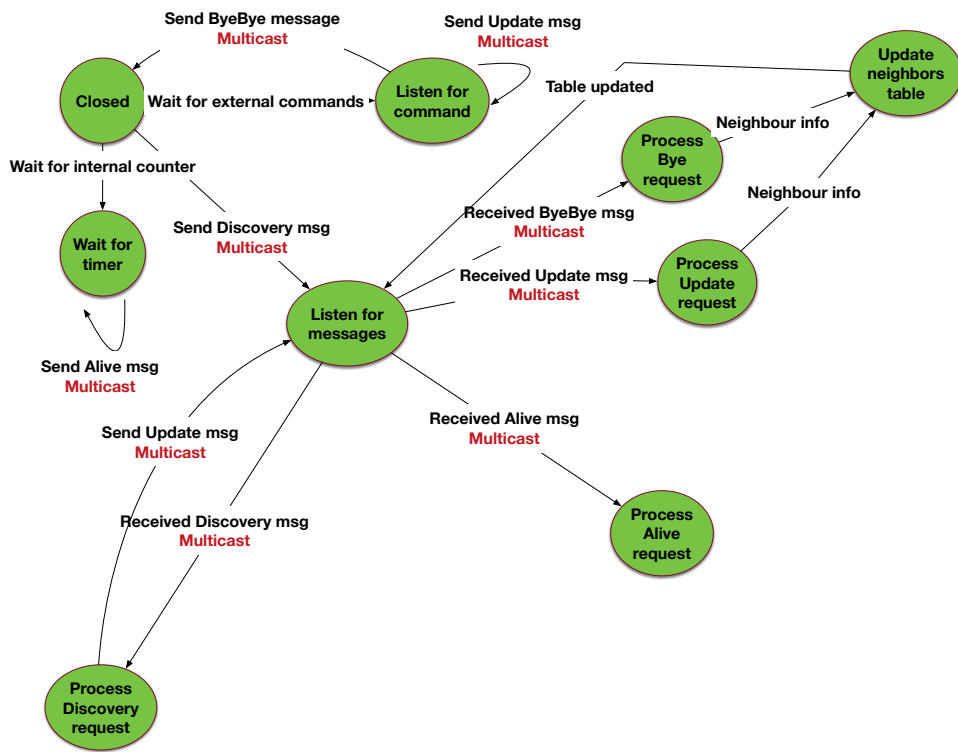 Send ByeBye message
Multicast
Send Update msg
Multicast
Update
neighbors
table
Closed
Wait for external commands
Listen for
command
Table updated
Neighbour info
Process
Bye
request
Wait for internal counter
Neighbour info
Received ByeBye msg
Multicast
Send Discovery msg
Multicast
Wait for
timer
Received Update msg
Multicast
Process
Update
request
Listen for
messages
Send Alive msg
Multicast
Received Alive msg
Multicast
Send Update msg
Multicast
Received Discovery msg
Multicast
Process
Alive
request
Process
Discovery
request